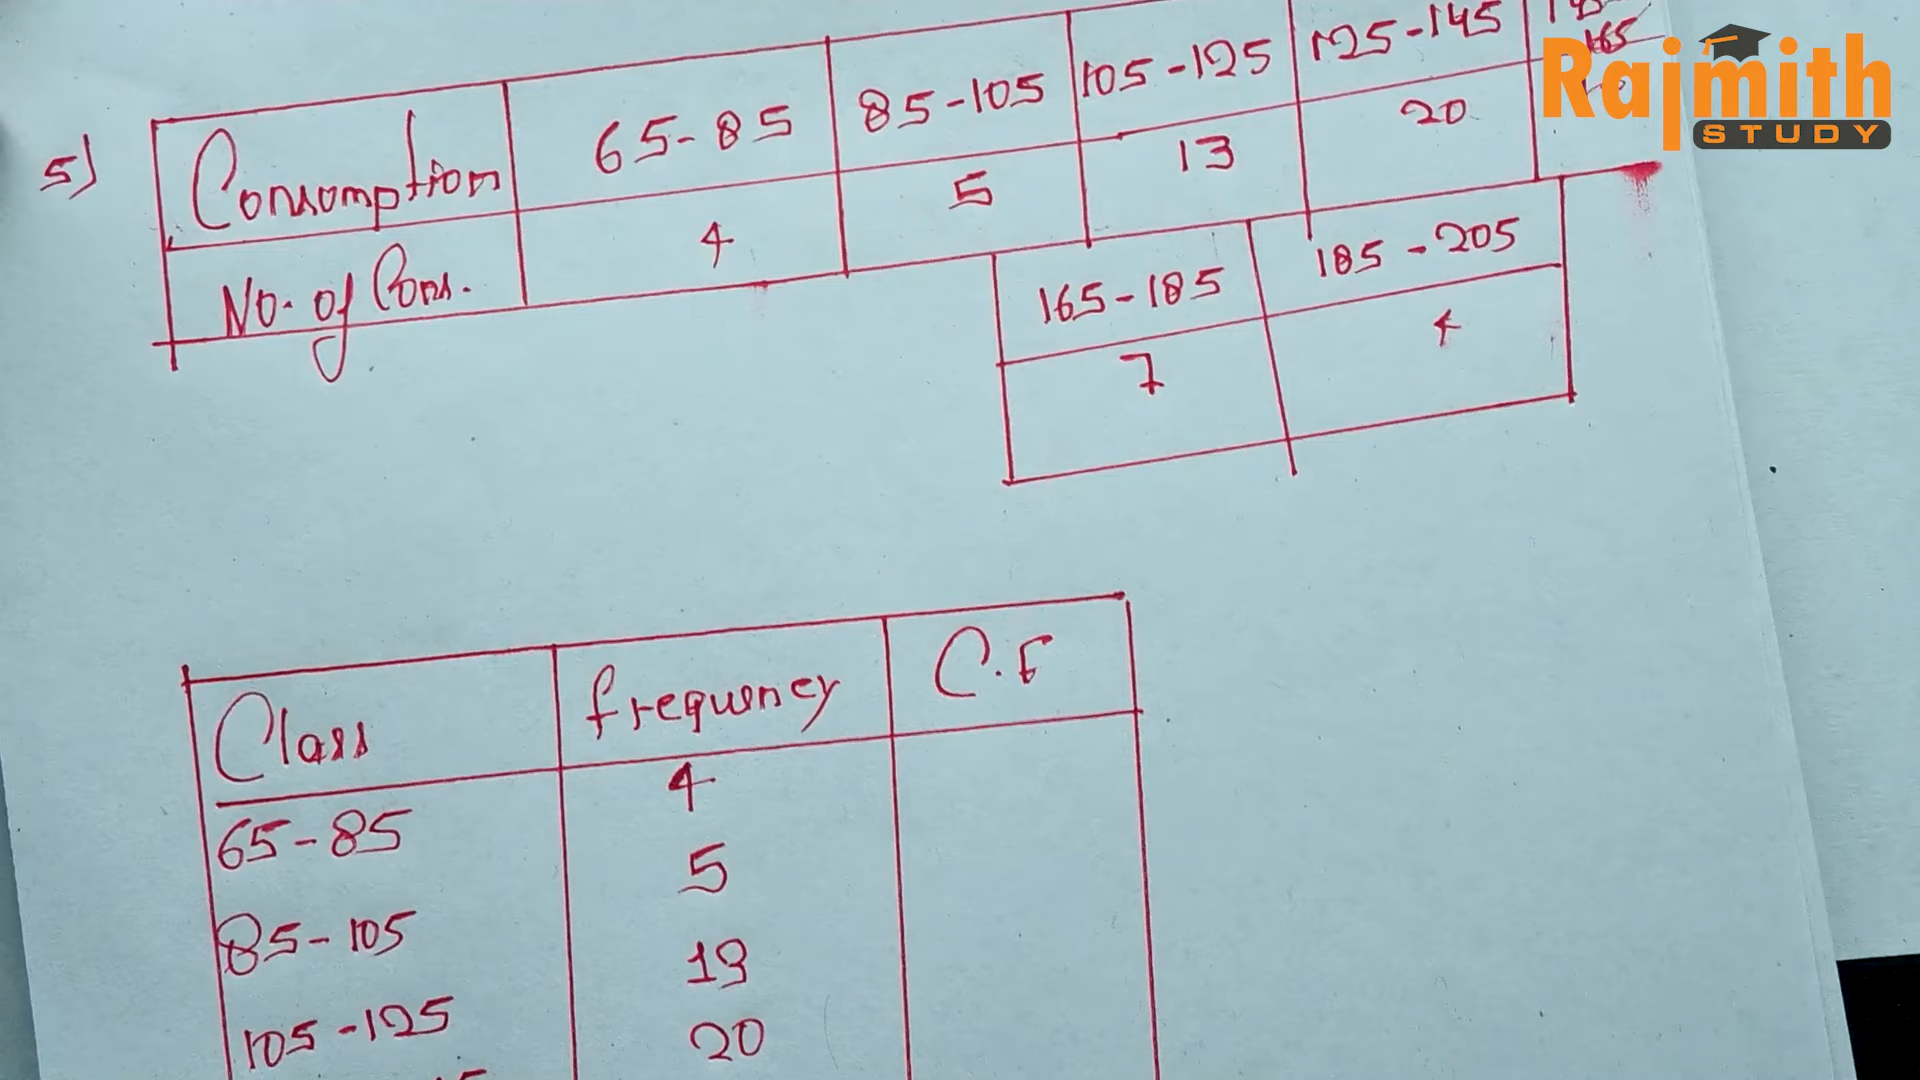 5)
Consumption 65-85 85-105 105-125 125-145 165
No. of Cons. 4 5 13 20
165-185 185-205
7 4
Class frequency C.F
65-85 4
85-105 5
105-125 13
20
Rajmith
STUDY